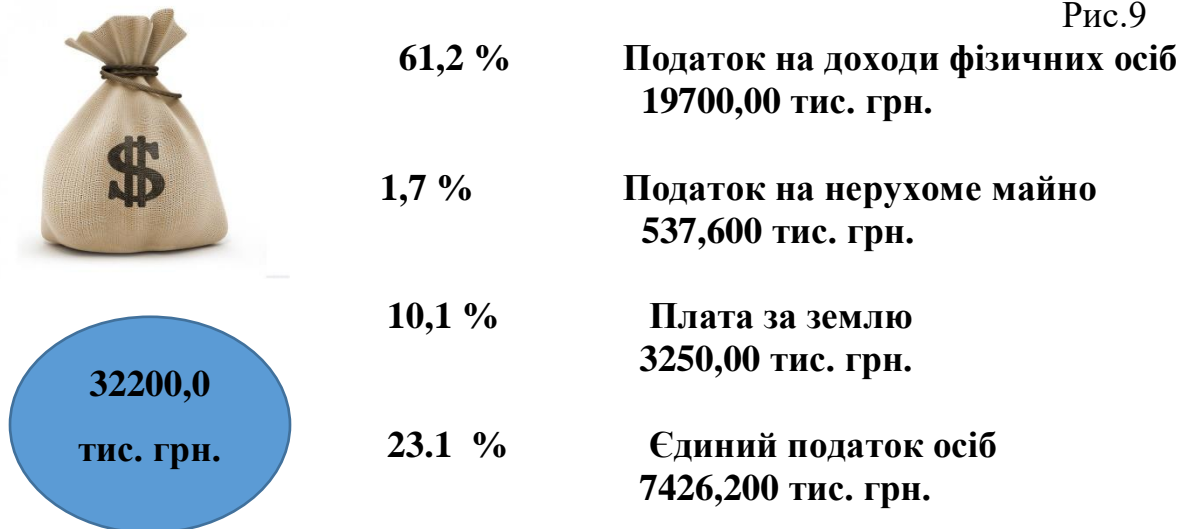 Рис.9
61,2 % Податок на доходи фізичних осіб
19700,00 тис. грн.
1,7 % Податок на нерухоме майно
537,600 тис. грн.
10,1 % Плата за землю
3250,00 тис. грн.
32200,0
тис. грн.
23.1 % Єдиний податок осіб
7426,200 тис. грн.
$